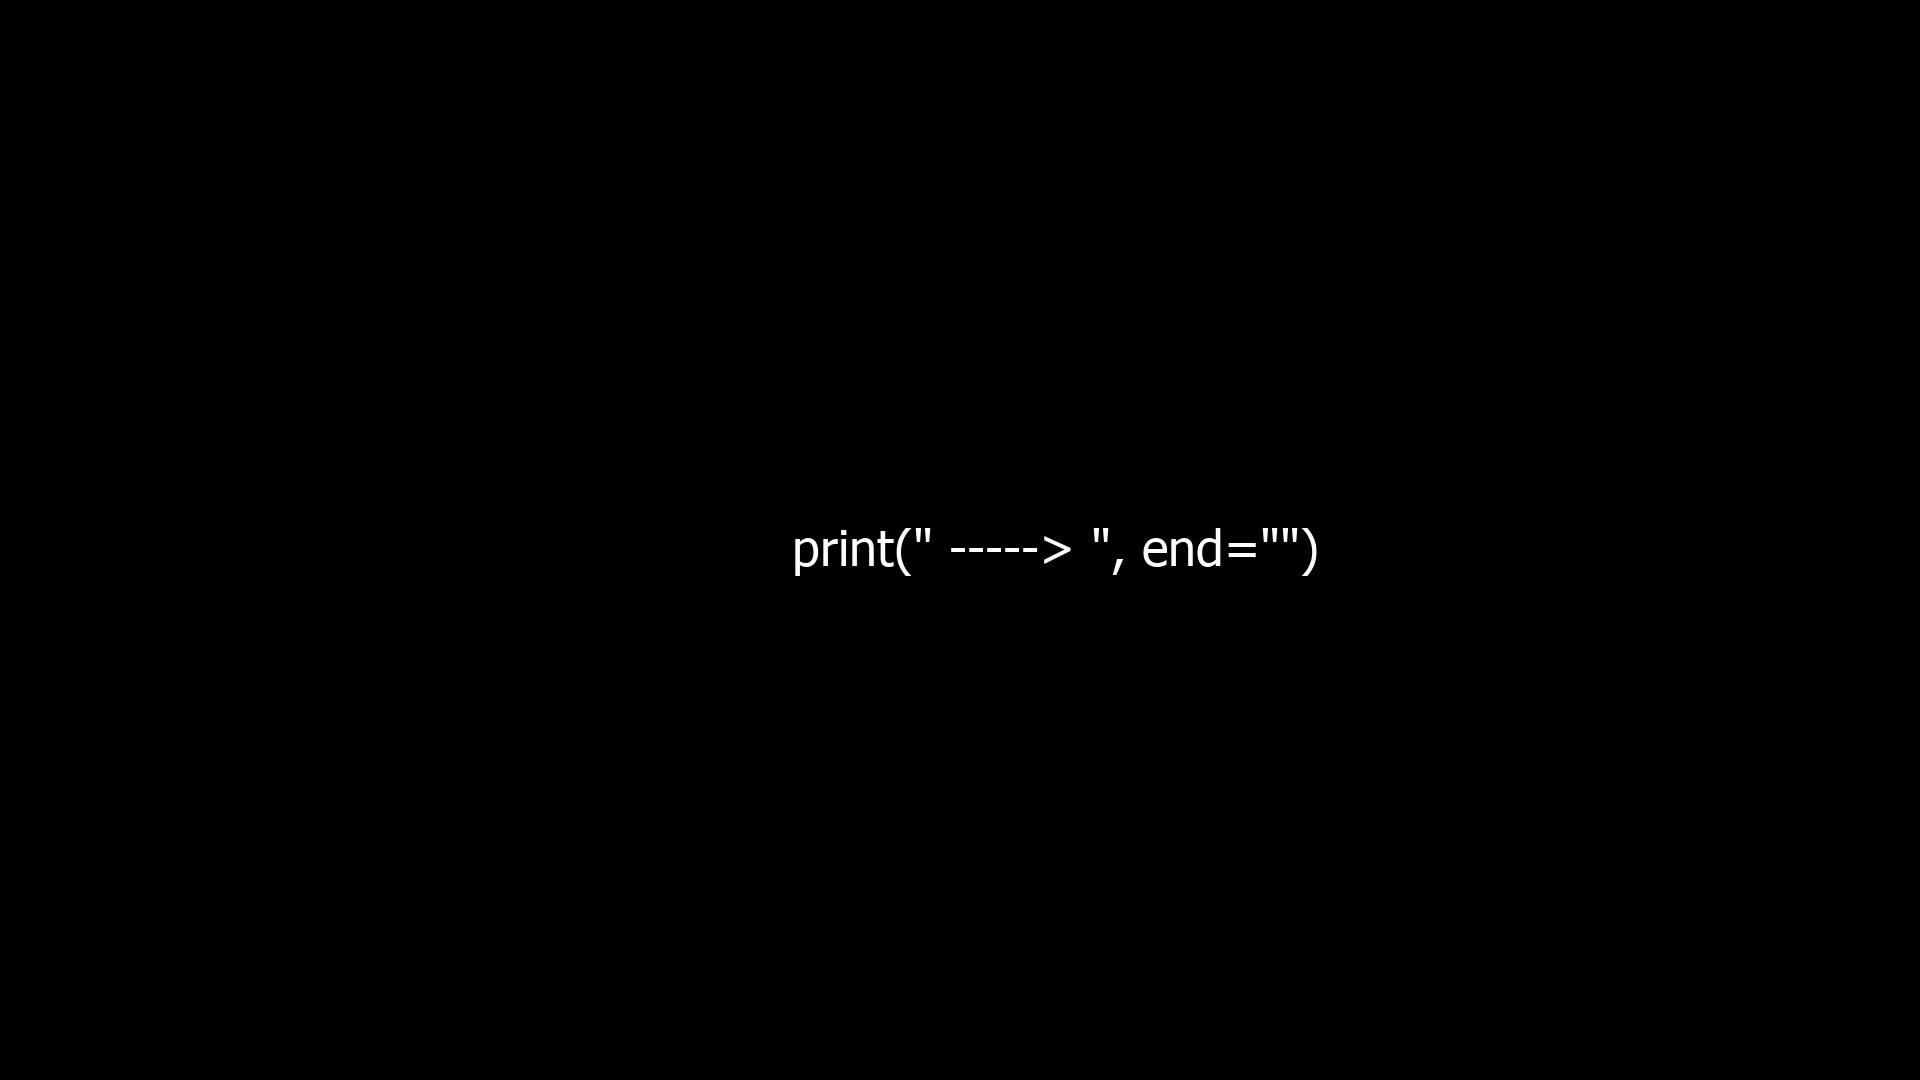 print(" -----> ", end="")